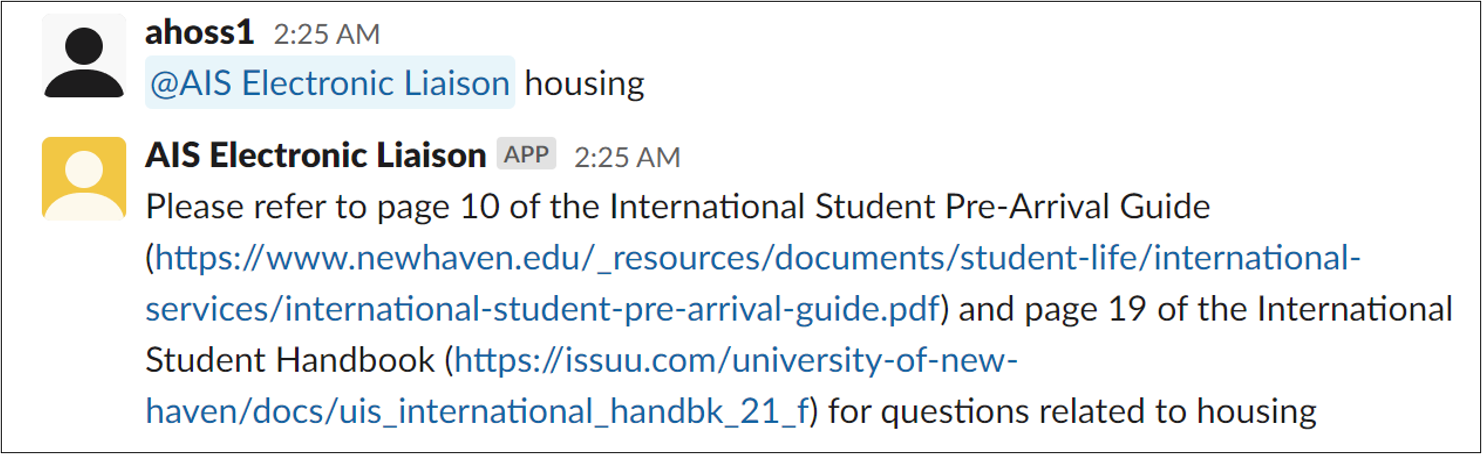 ahoss1 2:25 AM
@AIS Electronic Liaison housing
AIS Electronic Liaison APP 2:25 AM
Please refer to page 10 of the International Student Pre-Arrival Guide
(https://www.newhaven.edu/_resources/documents/student-life/international-
services/international-student-pre-arrival-guide.pdf) and page 19 of the International
Student Handbook (https://issuu.com/university-of-new-
haven/docs/uis_international_handbk_21_f) for questions related to housing